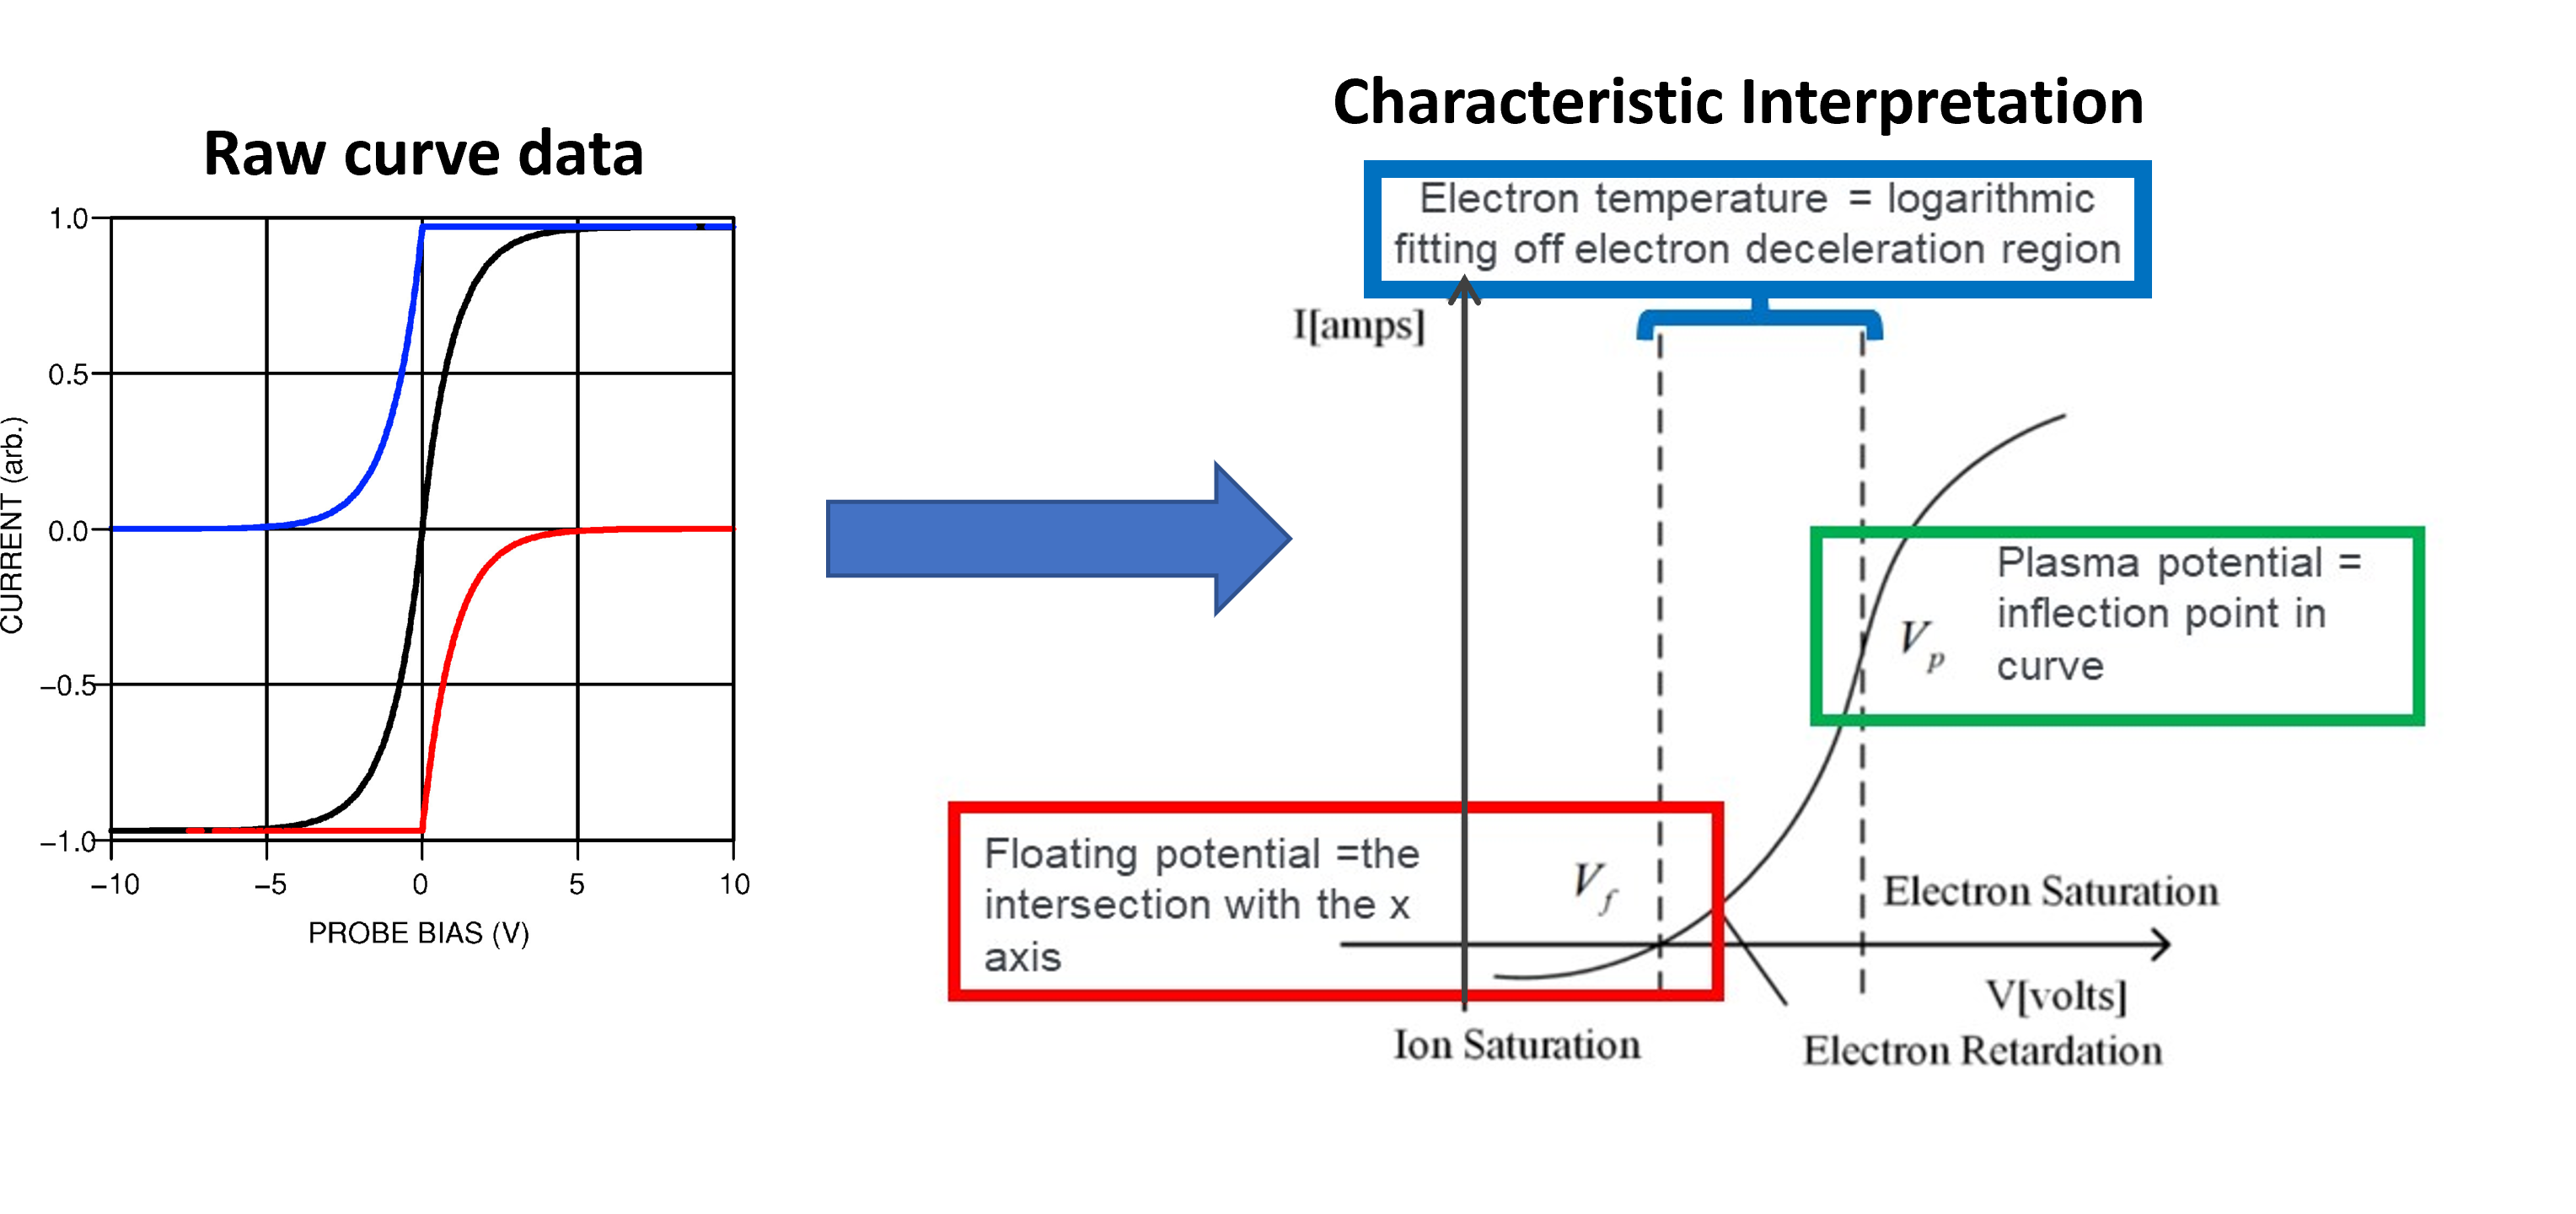 Raw curve data
1.0
0.5
0.0
−0.5
−1.0
CURRENT (arb.)
−10
−5
0
5
10
PROBE BIAS (V)
Characteristic Interpretation
Electron temperature = logarithmic
fitting off electron deceleration region
I[amps]
Plasma potential =
inflection point in
curve
Vp
Floating potential =the
intersection with the x
axis
Vf
Electron Saturation
V[volts]
Ion Saturation
Electron Retardation